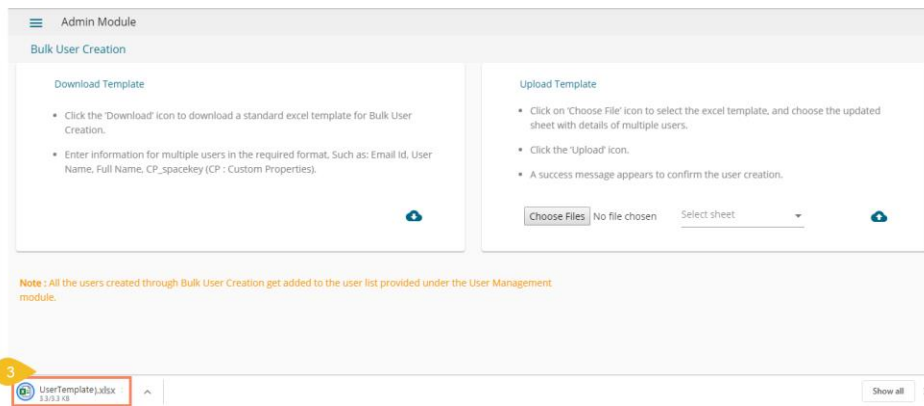 Admin Module
Bulk User Creation
Download Template
• Click the 'Download' icon to download a standard excel template for Bulk User
Creation.
• Enter information for multiple users in the required format, Such as: Email Id, User
Name, Full Name, CP_spacekey (CP : Custom Properties).
Upload Template
• Click on 'Choose File' icon to select the excel template, and choose the updated
sheet with details of multiple users.
• Click the 'Upload' icon.
• A success message appears to confirm the user creation.
Choose Files No file chosen Select sheet
Note : All the users created through Bulk User Creation get added to the user list provided under the User Management
module.
3
UserTemplate).xlsx
3.3/3.3 KB
Show all